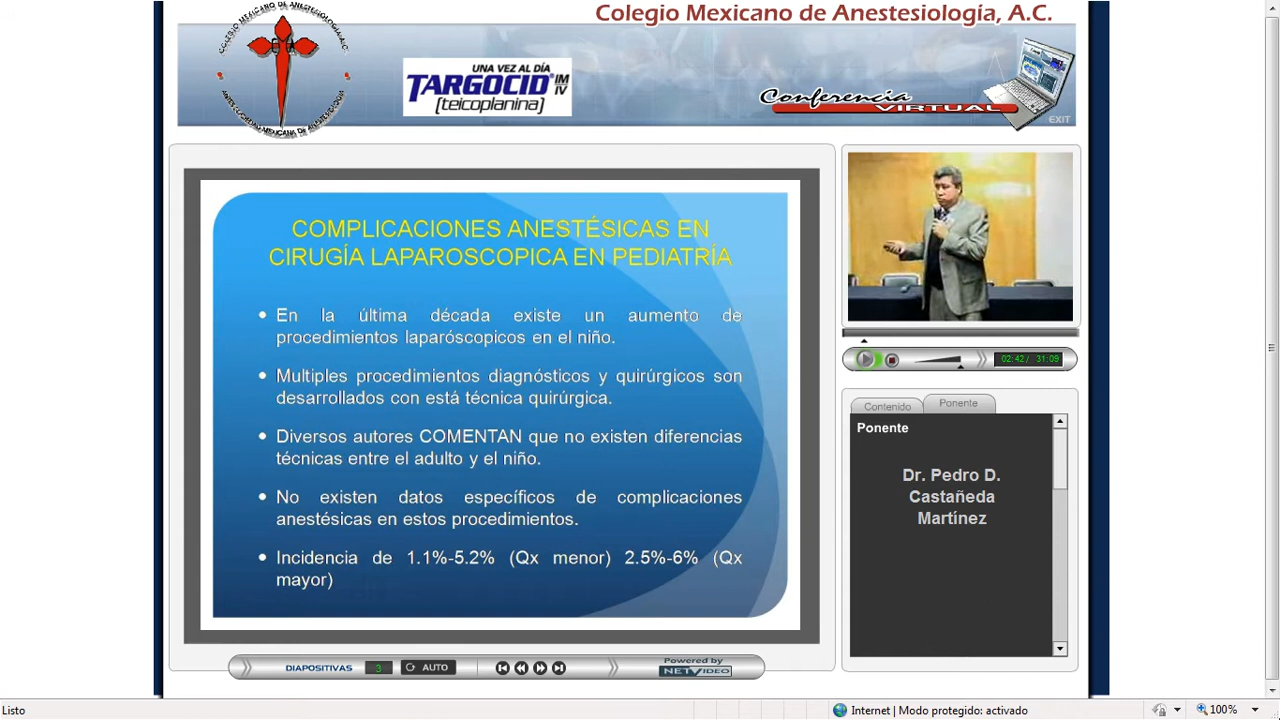 Colegio Mexicano de Anestesiología, A.C.
UNA VEZ AL DÍA
TARGOCID IM IV
[teicoplanina]
Conferencia
VIRTUAL
EXIT
COMPLICACIONES ANESTÉSICAS EN
CIRUGÍA LAPAROSCOPICA EN PEDIATRÍA
• En la última década existe un aumento de
procedimientos laparóscopicos en el niño.
• Multiples procedimientos diagnósticos y quirúrgicos son
desarrollados con está técnica quirúrgica.
• Diversos autores COMENTAN que no existen diferencias
técnicas entre el adulto y el niño.
• No existen datos específicos de complicaciones
anestésicas en estos procedimientos.
• Incidencia de 1.1%-5.2% (Qx menor) 2.5%-6% (Qx
mayor)
02:42 / 31:09
Contenido
Ponente
Ponente
Dr. Pedro D.
Castañeda
Martínez
DIAPOSITIVAS 3 AUTO
Powered by
NETVIDEO
Listo
Internet | Modo protegido: activado
100%